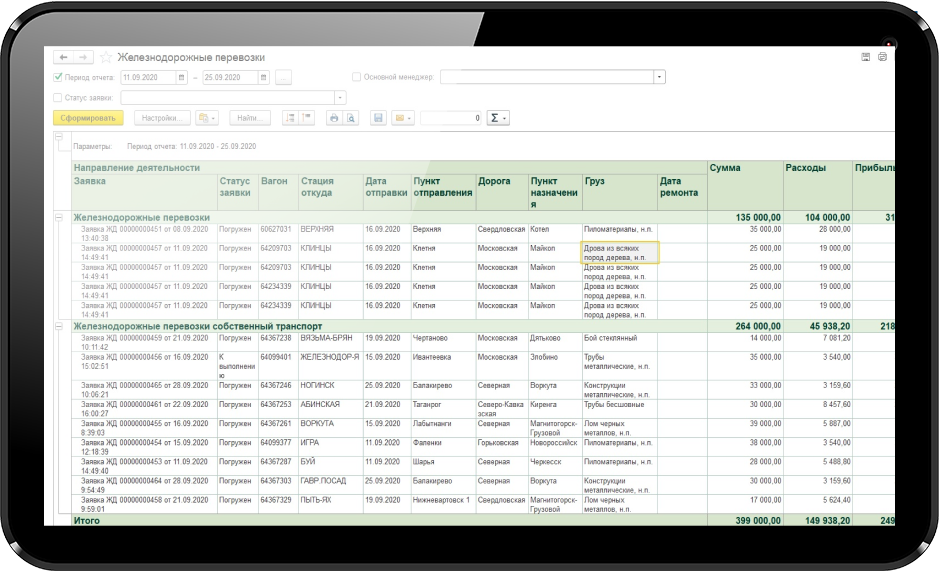 Железнодорожные перевозки
Период отчета: 11.09.2020 – 25.09.2020 ... Основной менеджер:
Статус заявки:
Сформировать Настройки... Найти... 0 Σ
Параметры: Период отчета: 11.09.2020 - 25.09.2020
Направление деятельности Сумма Расходы Прибыль
Заявка Статус заявки Вагон Стация откуда Дата отправки Пункт отправления Дорога Пункт назначения Груз Дата ремонта
Железнодорожные перевозки 135 000,00 104 000,00 31
Заявка ЖД 00000000451 от 08.09.2020 Погружен 60627031 ВЕРХНЯЯ 16.09.2020 Верхняя Свердловская Котел Пиломатериалы, н.п. 35 000,00 28 000,00
13:40:38
Заявка ЖД 00000000457 от 11.09.2020 Погружен 64209703 КЛИНЦЫ 16.09.2020 Клетня Московская Майкоп Дрова из всяких 25 000,00 19 000,00
14:49:41 пород дерева, н.п.
Заявка ЖД 00000000457 от 11.09.2020 Погружен 64209703 КЛИНЦЫ 16.09.2020 Клетня Московская Майкоп Дрова из всяких 25 000,00 19 000,00
14:49:41 пород дерева, н.п.
Заявка ЖД 00000000457 от 11.09.2020 Погружен 64234339 КЛИНЦЫ 16.09.2020 Клетня Московская Майкоп Дрова из всяких 25 000,00 19 000,00
14:49:41 пород дерева, н.п.
Заявка ЖД 00000000457 от 11.09.2020 Погружен 64234339 КЛИНЦЫ 16.09.2020 Клетня Московская Майкоп Дрова из всяких 25 000,00 19 000,00
14:49:41 пород дерева, н.п.
Железнодорожные перевозки собственный транспорт 264 000,00 45 938,20 218
Заявка ЖД 00000000459 от 21.09.2020 Погружен 64367238 ВЯЗЬМА-БРЯН 19.09.2020 Чертаново Московская Дятьково Бой стеклянный 14 000,00 7 081,20
10:11:42
Заявка ЖД 00000000456 от 16.09.2020 К 64099401 ЖЕЛЕЗНОДОР-Я 15.09.2020 Ивантеевка Московская Злобино Трубы 35 000,00 3 540,00
15:02:51 выполнени металлические, н.п.
ю
Заявка ЖД 00000000465 от 28.09.2020 Погружен 64367246 НОГИНСК 25.09.2020 Балакирево Северная Воркута Конструкции 33 000,00 3 159,60
10:06:21 металлические, н.п.
Заявка ЖД 00000000461 от 22.09.2020 Погружен 64367253 АБИНСКАЯ 21.09.2020 Таганрог Северо-Кавка Киренга Трубы бесшовные 30 000,00 8 457,60
16:00:27 зская
Заявка ЖД 00000000455 от 16.09.2020 Погружен 64367261 ВОРКУТА 15.09.2020 Лабытнанги Северная Магнитогорск- Лом черных 39 000,00 5 887,00
8:39:03 Грузовой металлов, н.п.
Заявка ЖД 00000000454 от 15.09.2020 Погружен 64099377 ИГРА 11.09.2020 Фаленки Горьковская Новороссийск Пиломатериалы, н.п. 38 000,00 3 540,00
12:18:39
Заявка ЖД 00000000453 от 11.09.2020 Погружен 64367287 БУЙ 11.09.2020 Шарья Северная Черкесск Пиломатериалы, н.п. 28 000,00 5 488,80
14:49:40
Заявка ЖД 00000000464 от 28.09.2020 Погружен 64367303 ГАВР.ПОСАД 25.09.2020 Балакирево Северная Воркута Конструкции 30 000,00 3 159,60
9:54:49 металлические, н.п.
Заявка ЖД 00000000458 от 21.09.2020 Погружен 64367329 ПЫТЬ-ЯХ 19.09.2020 Нижневартовск 1 Свердловская Магнитогорск- Лом черных 17 000,00 5 624,40
9:59:01 Грузовой металлов, н.п.
Итого 399 000,00 149 938,20 249